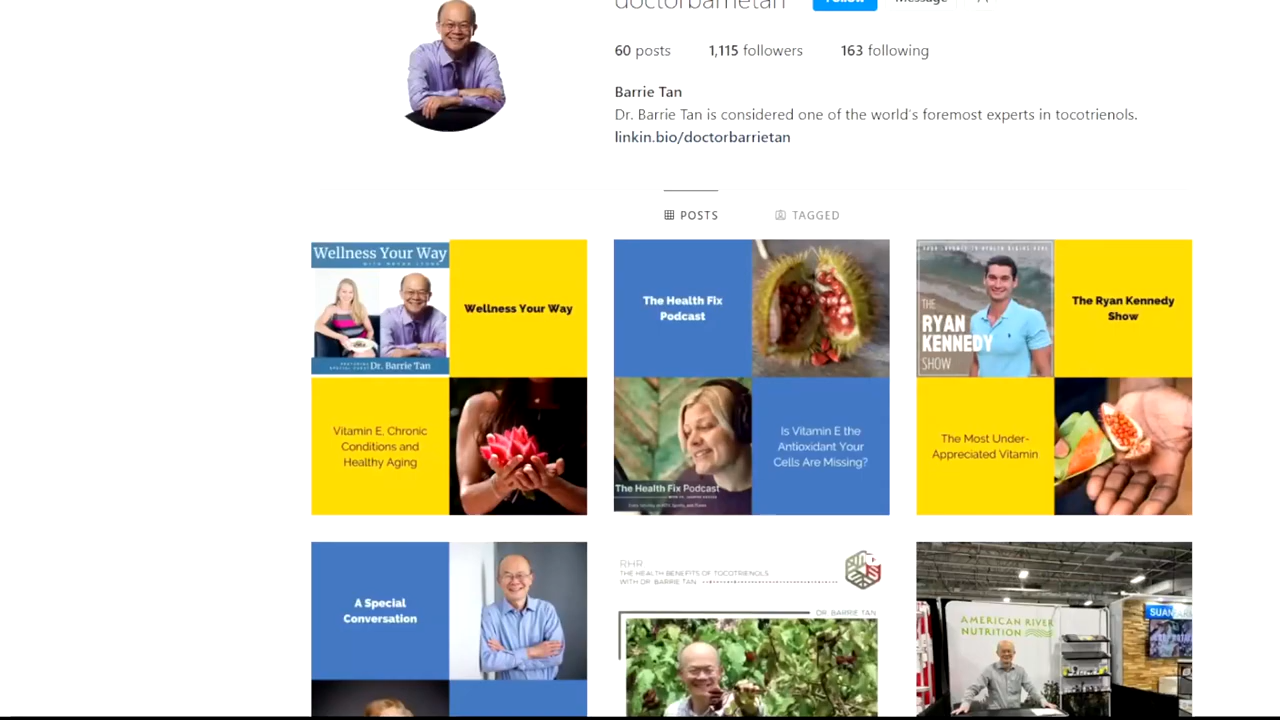 doctorbarrietan
Follow
Message
60 posts
1,115 followers
163 following
Barrie Tan
Dr. Barrie Tan is considered one of the world's foremost experts in tocotrienols.
linkin.bio/doctorbarrietan
POSTS
TAGGED
Wellness Your Way
Dr. Barrie Tan
Wellness Your Way
Vitamin E, Chronic
Conditions and
Healthy Aging
The Health Fix
Podcast
The Health Fix Podcast
Is Vitamin E the
Antioxidant Your
Cells Are Missing?
THE
RYAN
KENNEDY
SHOW
The Ryan Kennedy
Show
The Most Under-
Appreciated Vitamin
A Special
Conversation
RHR
THE HEALTH BENEFITS OF TOCOTRIENOLS
WITH DR. BARRIE TAN
DR. BARRIE TAN
AMERICAN RIVER
NUTRITION